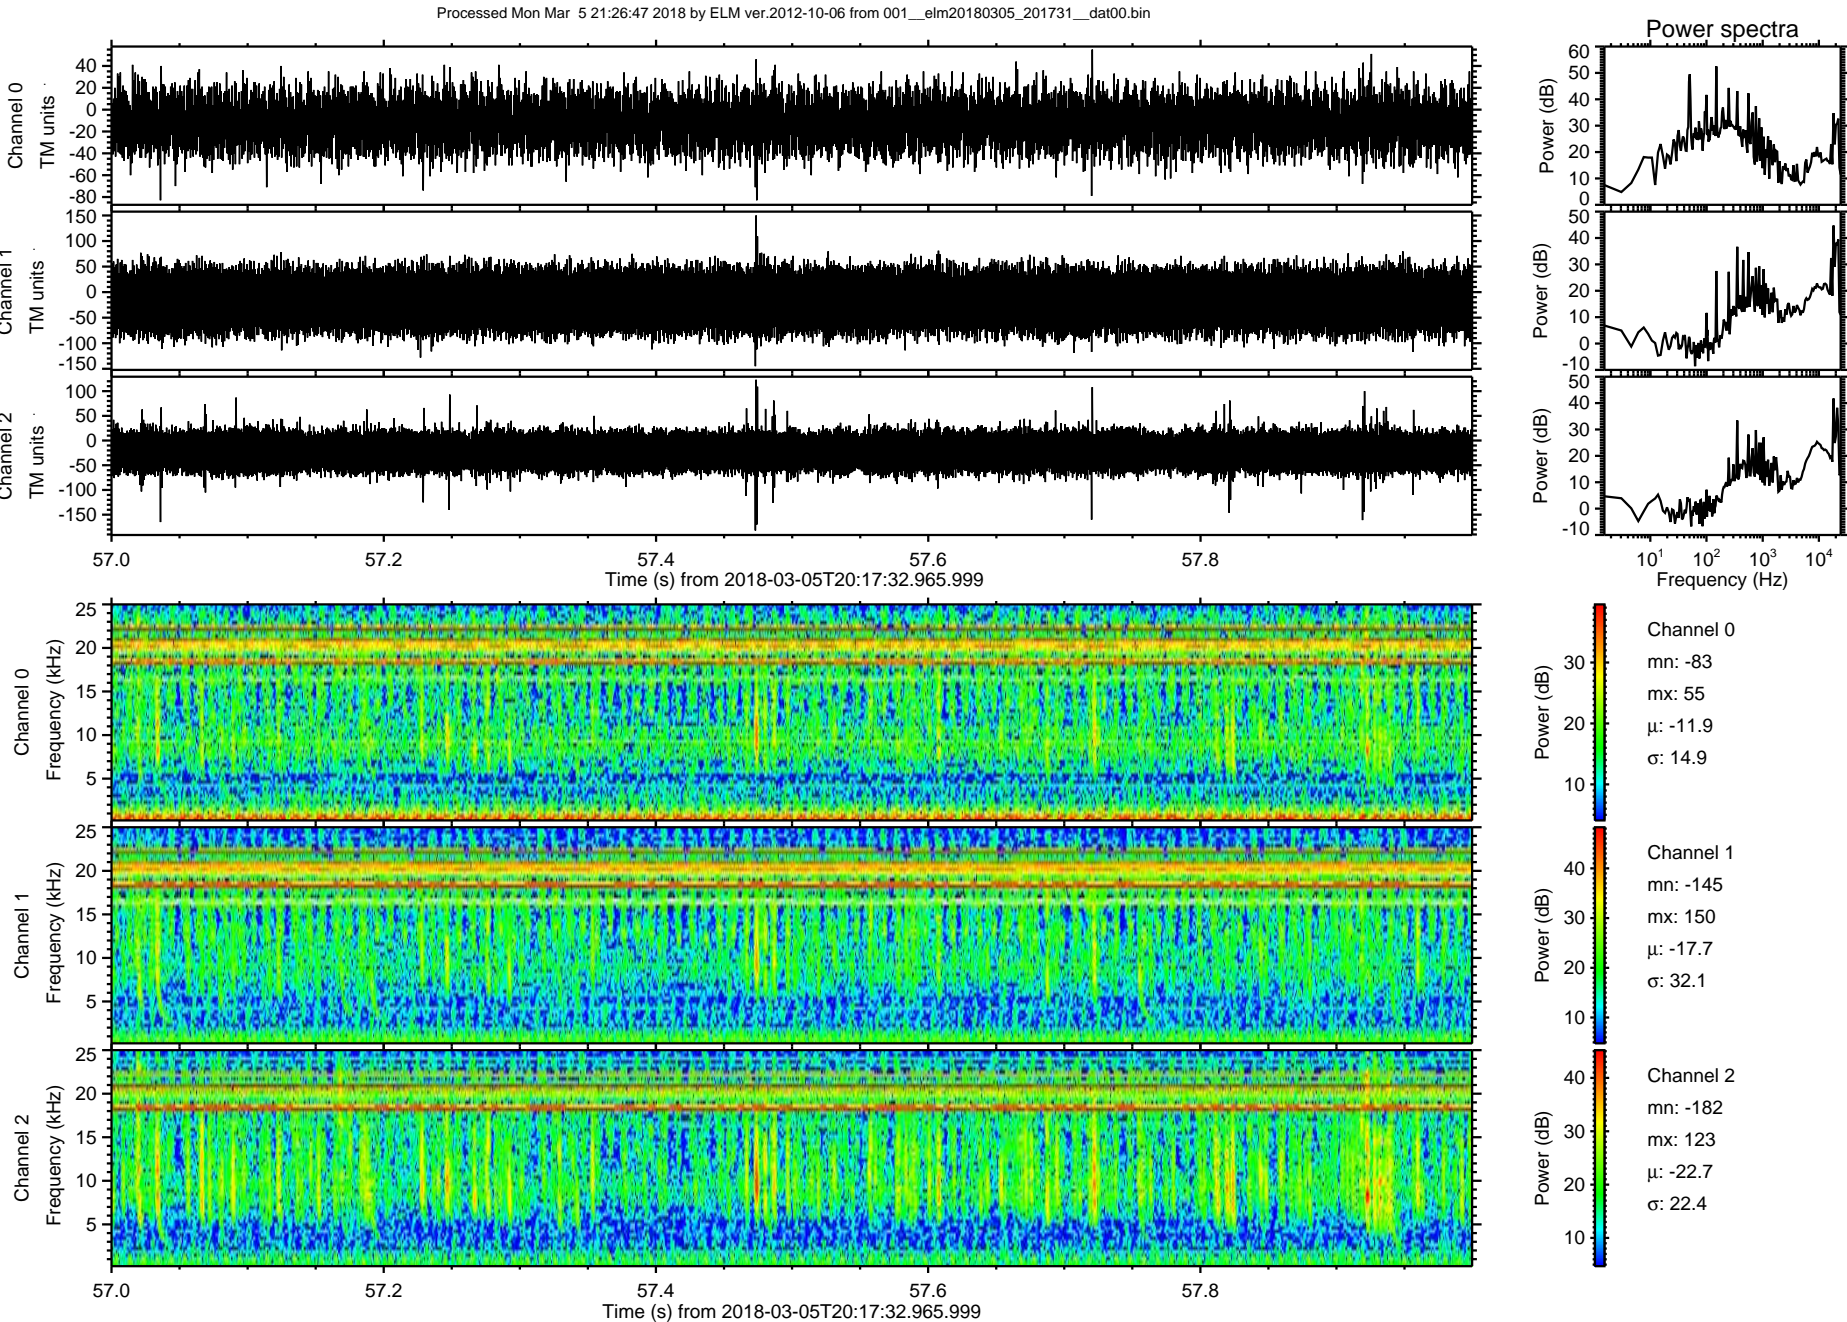 Processed Mon Mar  5 21:26:47 2018 by ELM ver.2012-10-06 from 001__elm20180305_201731__dat00.bin
Power spectra
Channel 0
TM units
40
20
0
-20
-40
-60
-80
Power (dB)
60
50
40
30
20
10
0
Channel 1
TM units
150
100
50
0
-50
-100
-150
Power (dB)
50
40
30
20
10
0
-10
Channel 2
TM units
100
50
0
-50
-100
-150
Power (dB)
50
40
30
20
10
0
-10
57.0 57.2 57.4 57.6 57.8
Time (s) from 2018-03-05T20:17:32.965.999
10^1 10^2 10^3 10^4
Frequency (Hz)
Channel 0
Frequency (kHz)
25
20
15
10
5
Power (dB)
30
20
10
Channel 0
mn: -83
mx: 55
μ: -11.9
σ: 14.9
Channel 1
Frequency (kHz)
25
20
15
10
5
Power (dB)
40
30
20
10
Channel 1
mn: -145
mx: 150
μ: -17.7
σ: 32.1
Channel 2
Frequency (kHz)
25
20
15
10
5
Power (dB)
40
30
20
10
Channel 2
mn: -182
mx: 123
μ: -22.7
σ: 22.4
57.0 57.2 57.4 57.6 57.8
Time (s) from 2018-03-05T20:17:32.965.999